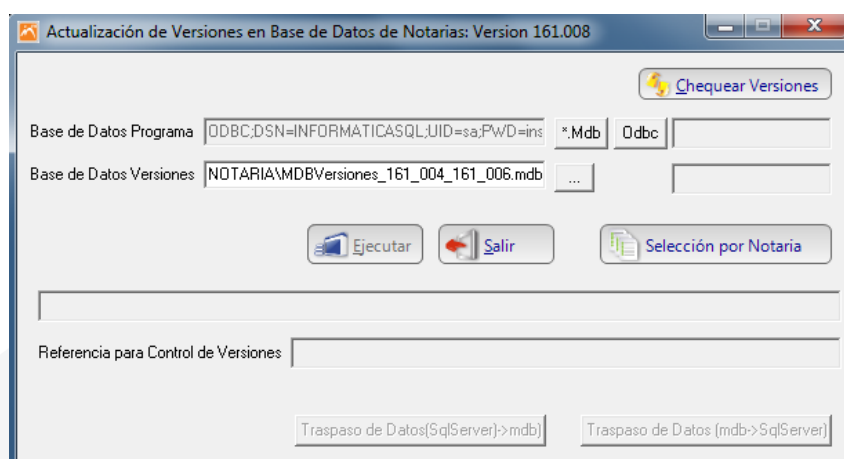 Actualización de Versiones en Base de Datos de Notarias: Version 161.008
Chequear Versiones
Base de Datos Programa ODBC;DSN=INFORMATICASQL;UID=sa;PWD=ins *.Mdb Odbc
Base de Datos Versiones NOTARIA\MDBVersiones_161_004_161_006.mdb ...
Ejecutar Salir Selección por Notaria
Referencia para Control de Versiones
Traspaso de Datos(SqlServer)->mdb) Traspaso de Datos (mdb->SqlServer)